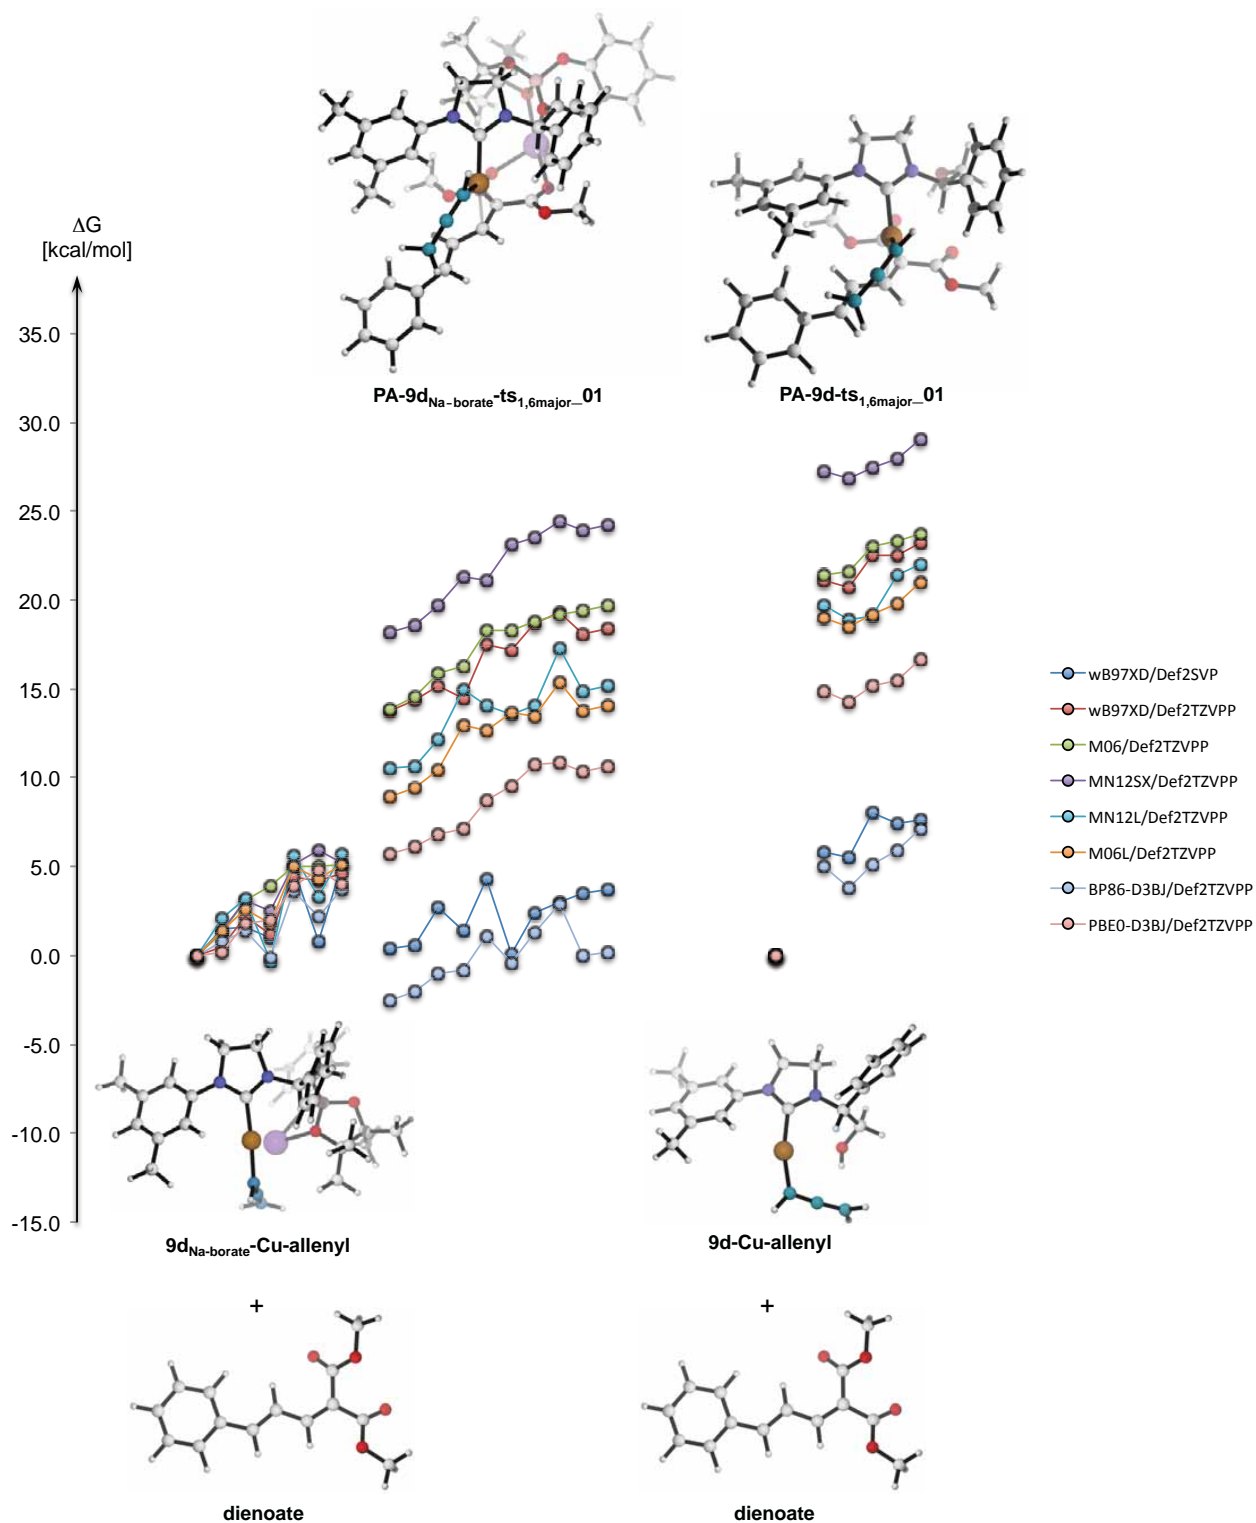 ΔG
[kcal/mol]
35.0
30.0
25.0
20.0
15.0
10.0
5.0
0.0
-5.0
-10.0
-15.0
PA-9dNa-borate-ts1,6major_01
PA-9d-ts1,6major_01
wB97XD/Def2SVP
wB97XD/Def2TZVPP
M06/Def2TZVPP
MN12SX/Def2TZVPP
MN12L/Def2TZVPP
M06L/Def2TZVPP
BP86-D3BJ/Def2TZVPP
PBE0-D3BJ/Def2TZVPP
9dNa-borate-Cu-allenyl
9d-Cu-allenyl
+
+
dienoate
dienoate